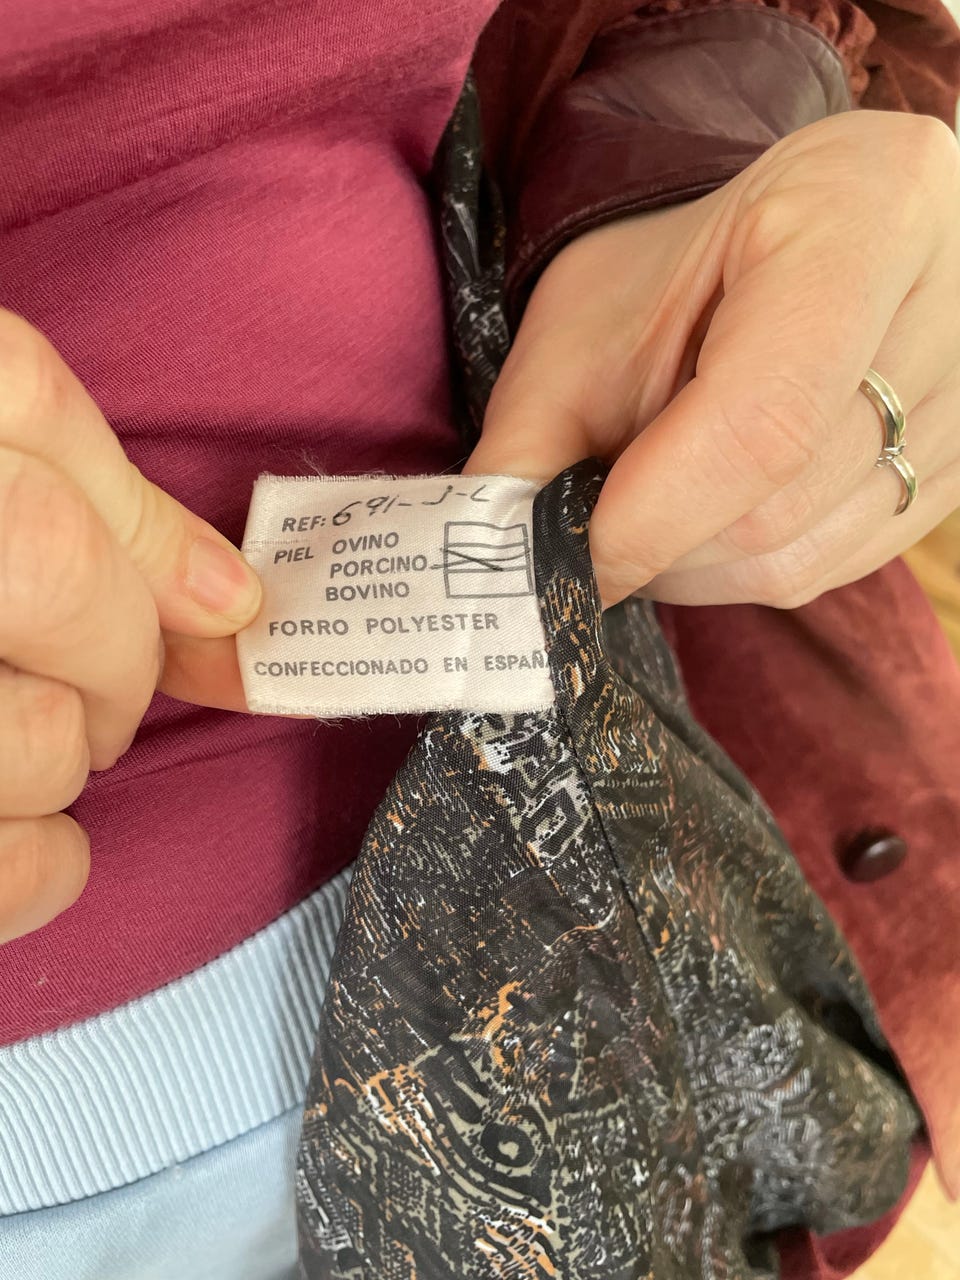 REF: 691-J-L
PIEL OVINO
PORCINO
BOVINO
FORRO POLYESTER
CONFECCIONADO EN ESPAÑA